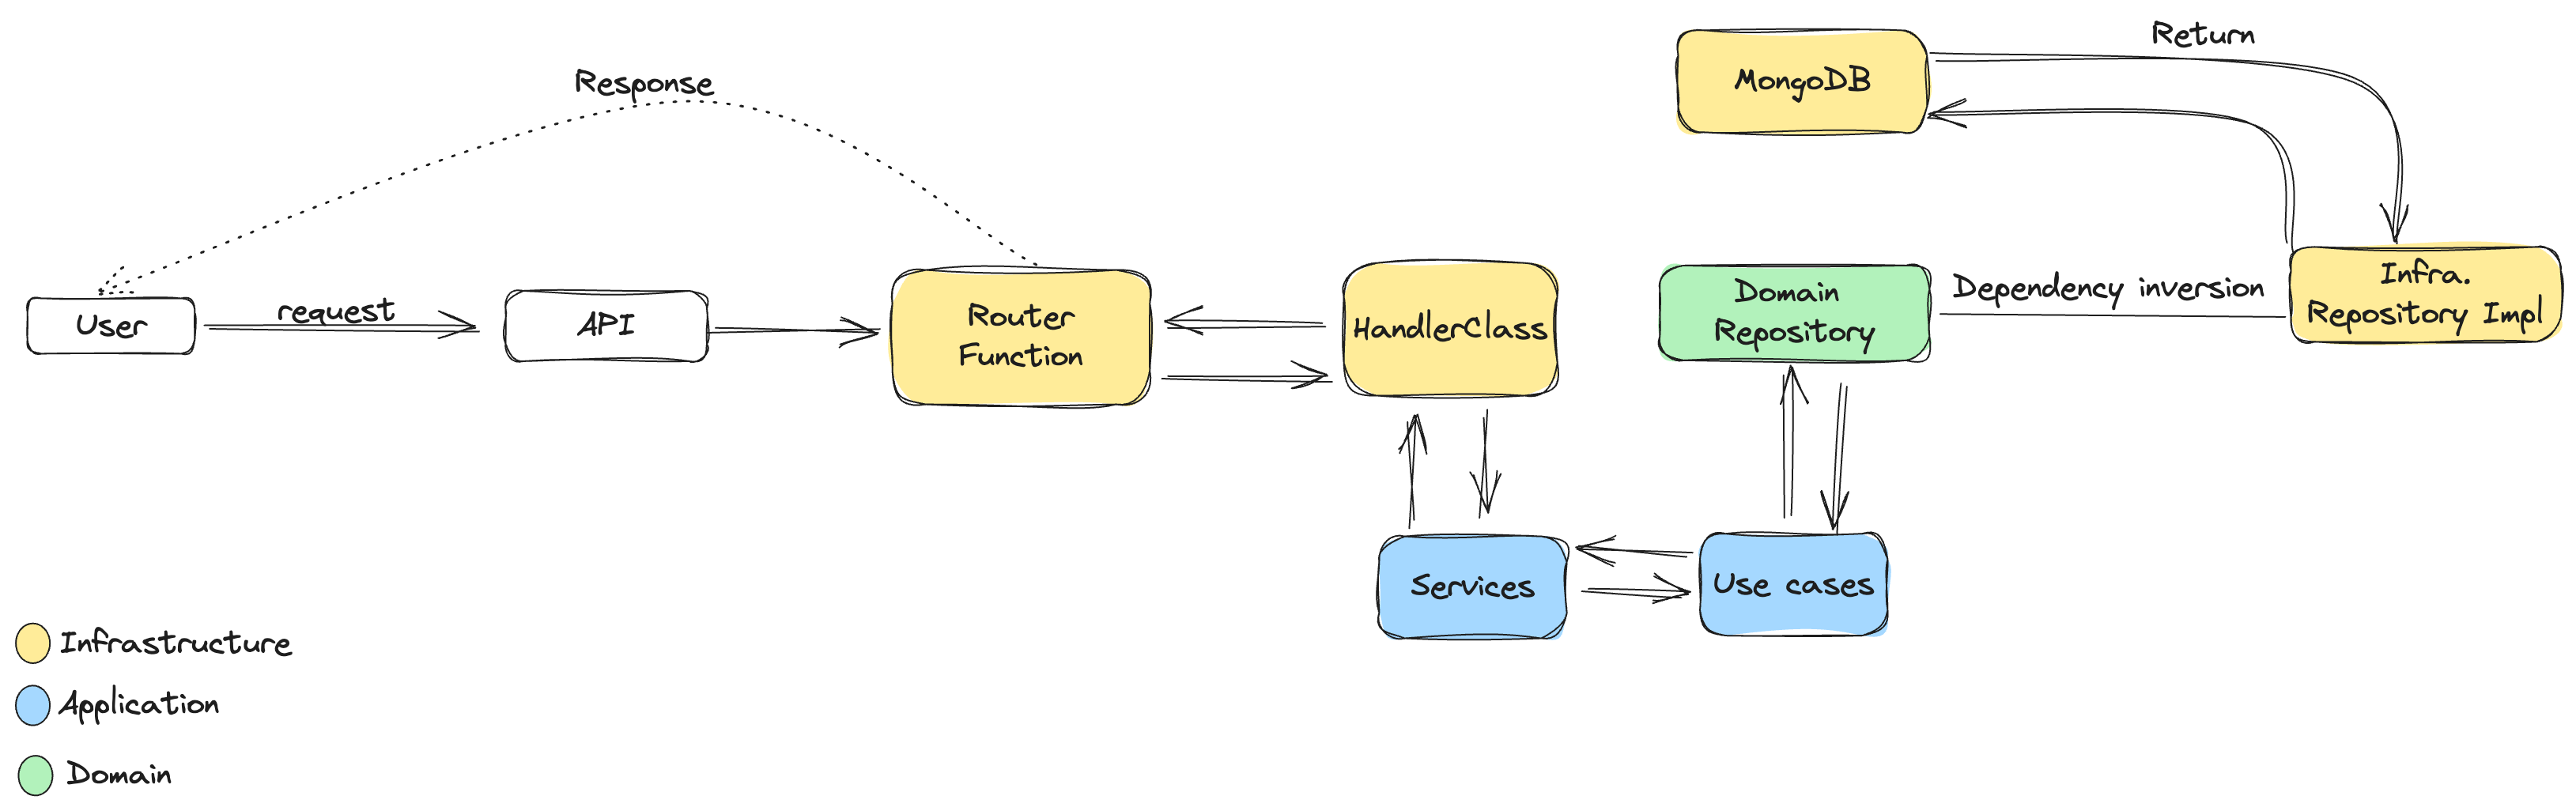 Response
Return
MongoDB
User
request
API
Router
Function
HandlerClass
Domain
Repository
Dependency inversion
Infra.
Repository Impl
Services
Use cases
Infrastructure
Application
Domain